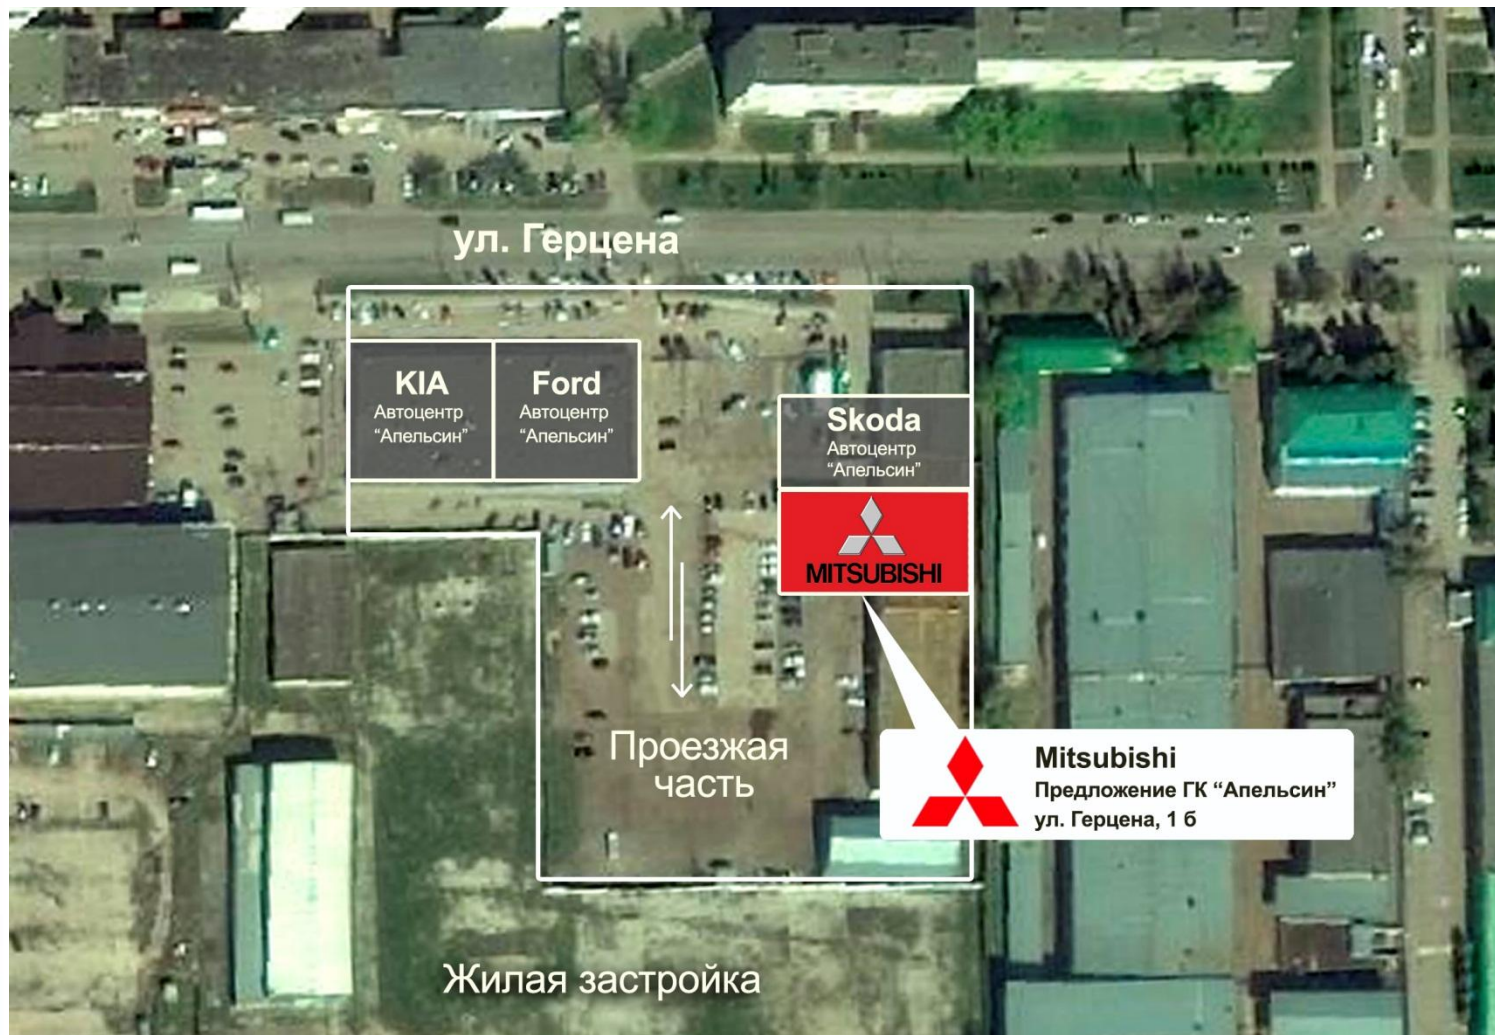 ул. Герцена
KIA
Автоцентр
“Апельсин”
Ford
Автоцентр
“Апельсин”
Skoda
Автоцентр
“Апельсин”
MITSUBISHI
Проезжая
часть
Mitsubishi
Предложение ГК “Апельсин”
ул. Герцена, 1 б
Жилая застройка